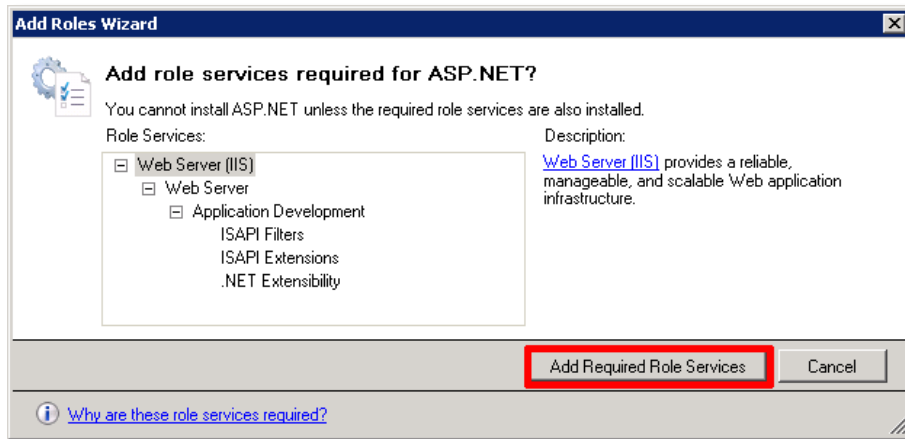 Add Roles Wizard
Add role services required for ASP.NET?
You cannot install ASP.NET unless the required role services are also installed.
Role Services:
Web Server (IIS)
Web Server
Application Development
ISAPI Filters
ISAPI Extensions
.NET Extensibility
Description:
Web Server (IIS) provides a reliable,
manageable, and scalable Web application
infrastructure.
Add Required Role Services
Cancel
Why are these role services required?